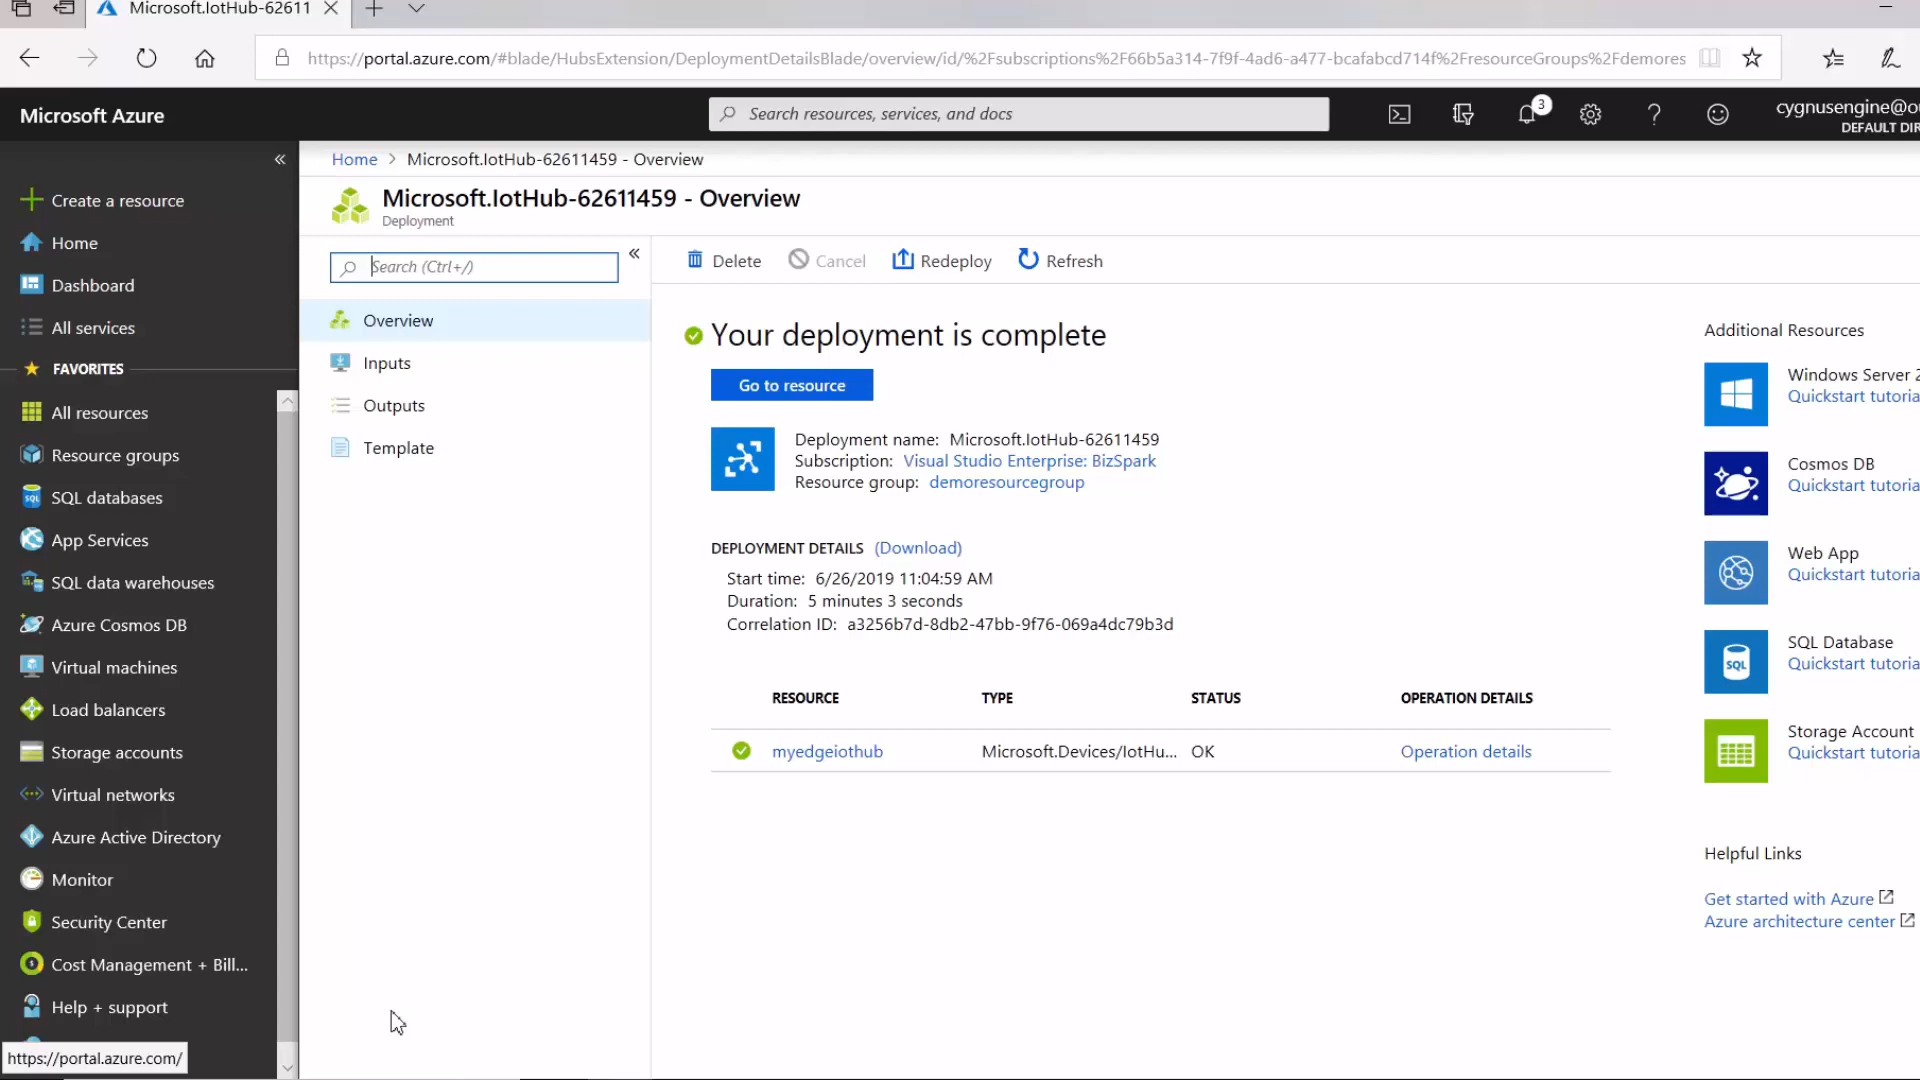 Microsoft.IotHub-62611
https://portal.azure.com/#blade/HubsExtension/DeploymentDetailsBlade/overview/id/%2Fsubscriptions%2F66b5a314-7f9f-4ad6-a477-bcafabcd714f%2FresourceGroups%2Fdemores
Microsoft Azure
Search resources, services, and docs
3
cygnusengine@o
DEFAULT DIR
Create a resource
Home
Dashboard
All services
FAVORITES
All resources
Resource groups
SQL databases
App Services
SQL data warehouses
Azure Cosmos DB
Virtual machines
Load balancers
Storage accounts
Virtual networks
Azure Active Directory
Monitor
Security Center
Cost Management + Bill...
Help + support
https://portal.azure.com/
Home > Microsoft.IotHub-62611459 - Overview
Microsoft.IotHub-62611459 - Overview
Deployment
Search (Ctrl+/)
Overview
Inputs
Outputs
Template
Delete
Cancel
Redeploy
Refresh
Your deployment is complete
Go to resource
Deployment name: Microsoft.IotHub-62611459
Subscription: Visual Studio Enterprise: BizSpark
Resource group: demoresourcegroup
DEPLOYMENT DETAILS (Download)
Start time: 6/26/2019 11:04:59 AM
Duration: 5 minutes 3 seconds
Correlation ID: a3256b7d-8db2-47bb-9f76-069a4dc79b3d
RESOURCE TYPE STATUS OPERATION DETAILS
myedgeiothub Microsoft.Devices/IotHu... OK Operation details
Additional Resources
Windows Server 2
Quickstart tutoria
Cosmos DB
Quickstart tutoria
Web App
Quickstart tutoria
SQL
SQL Database
Quickstart tutoria
Storage Account
Quickstart tutoria
Helpful Links
Get started with Azure
Azure architecture center